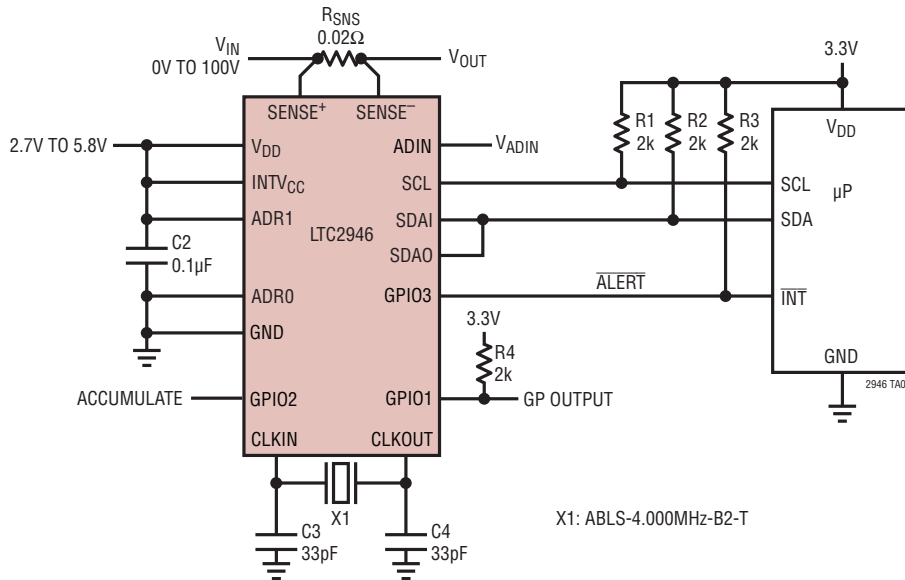 RSNS
0.02Ω
VIN
0V TO 100V
VOUT
3.3V
SENSE+ SENSE–
R1
2k
R2
2k
R3
2k
VDD
2.7V TO 5.8V
VDD
ADIN
VADIN
INTVCC
SCL
SCL
µP
ADR1
LTC2946
SDAI
SDA
C2
0.1µF
SDAO
ADR0
GPIO3
ALERT
INT
GND
3.3V
R4
2k
GND
2946 TA0
ACCUMULATE
GPIO2
GPIO1
GP OUTPUT
CLKIN
CLKOUT
X1
X1: ABLS-4.000MHz-B2-T
C3
33pF
C4
33pF